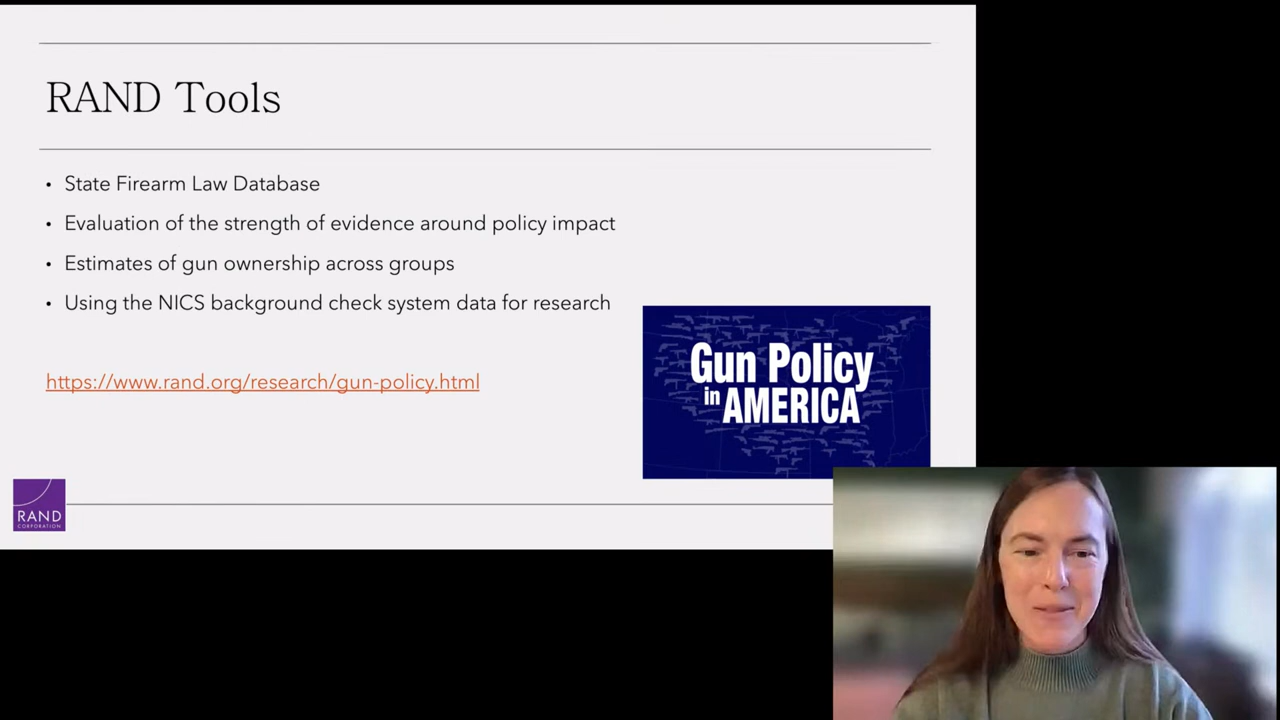 RAND Tools
• State Firearm Law Database
• Evaluation of the strength of evidence around policy impact
• Estimates of gun ownership across groups
• Using the NICS background check system data for research
https://www.rand.org/research/gun-policy.html
Gun Policy
in AMERICA
RAND
CORPORATION